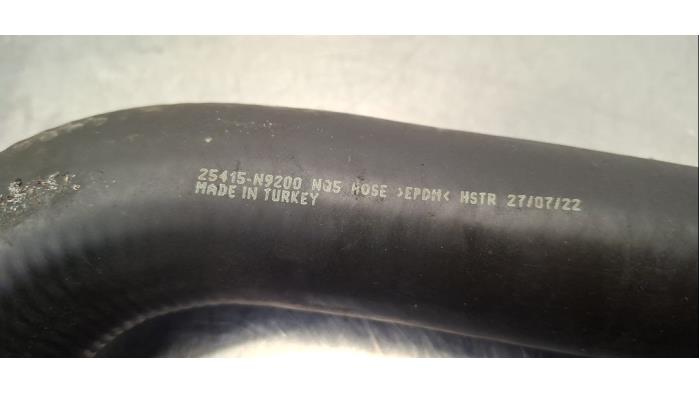 25415-N9200 NQ5 HOSE >EPDM< HSTR 27/07/22
MADE IN TURKEY